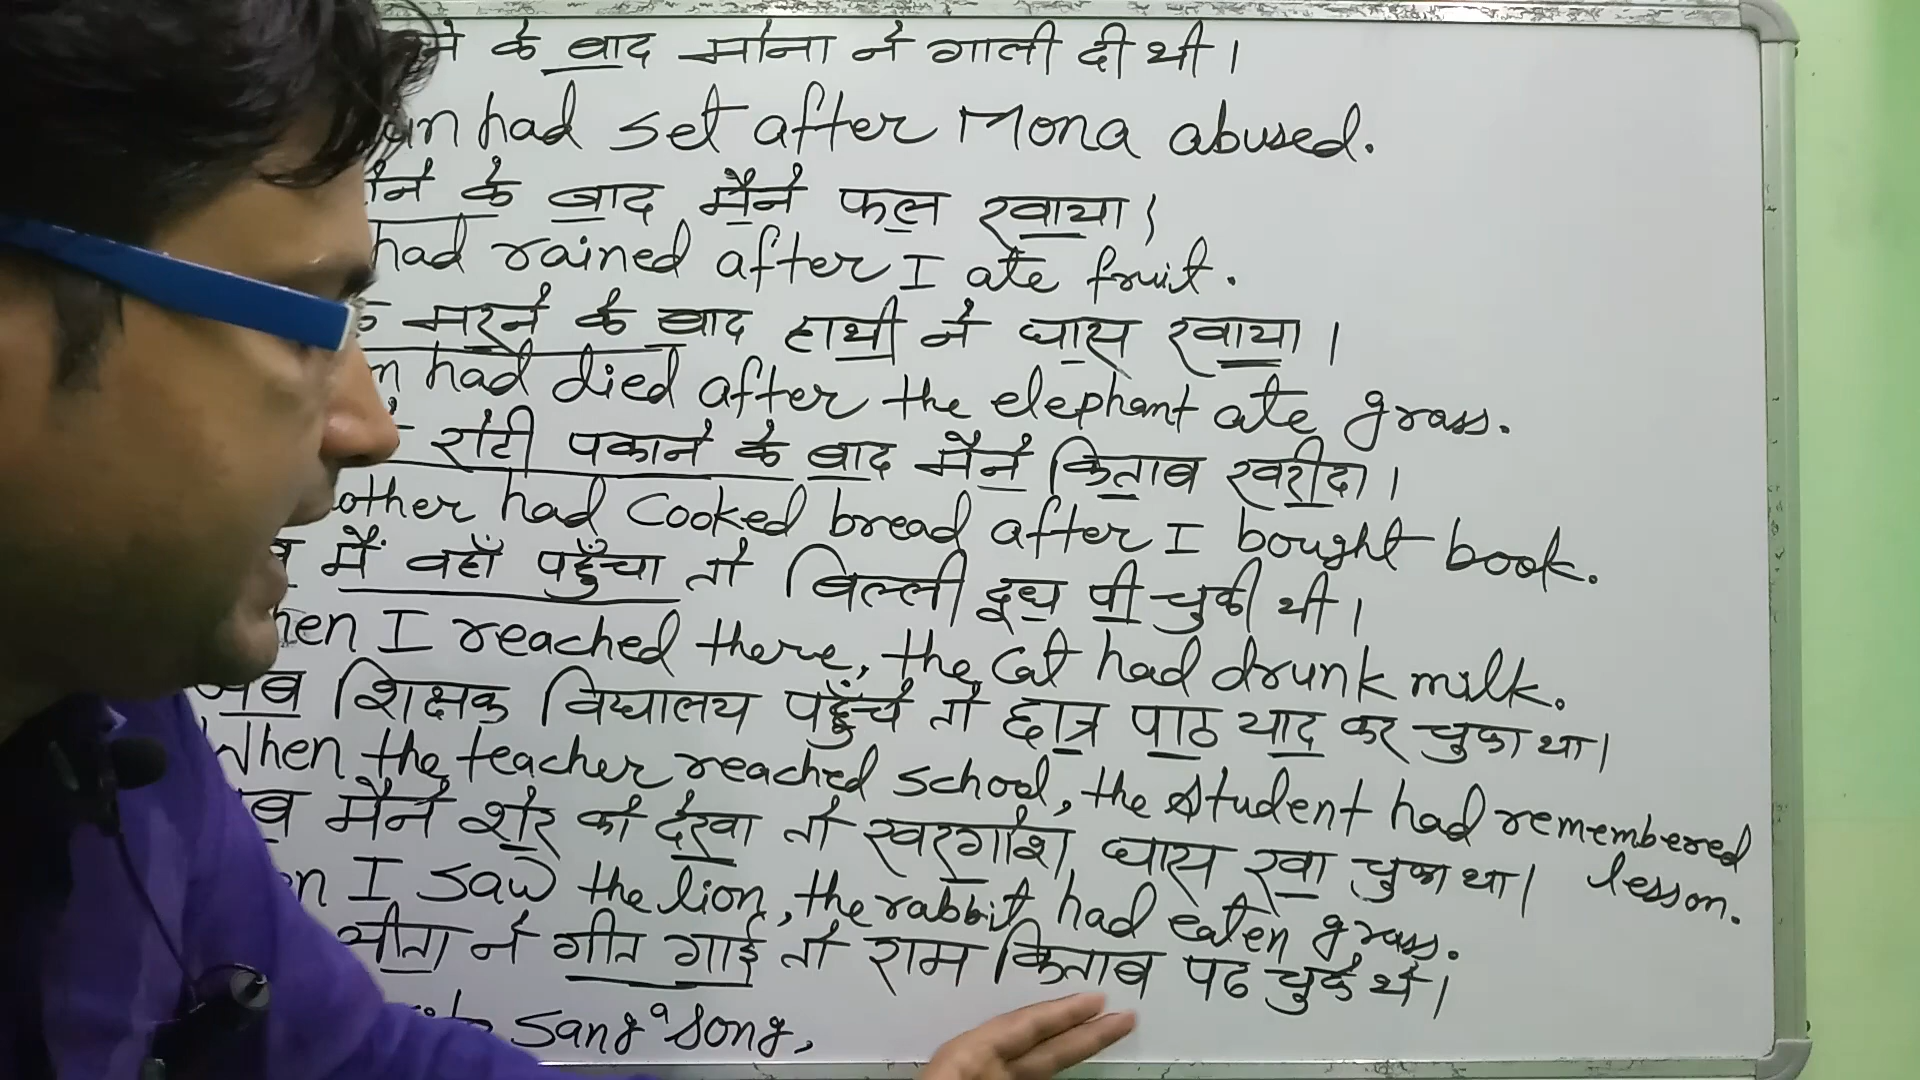 के बाद मोना ने गाली दी थी।
had set after Mona abused.
के बाद मैंने फल खाया।
had rained after I ate fruit.
मरने के बाद हाथी ने घास खाया।
had died after the elephant ate grass.
रोटी पकाने के बाद मैंने किताब खरीदा।
had cooked bread after I bought book.
मैं वहाँ पहुँचा तो बिल्ली दूध पी चुकी थी।
I reached there, the cat had drunk milk.
जब शिक्षक विद्यालय पहुँचे तो छात्र पाठ याद कर चुका था।
When the teacher reached school, the student had remembered lesson.
मैंने शेर को देखा तो खरगोश घास खा चुका था।
I saw the lion, the rabbit had eaten grass.
सीता ने गीत गाई तो राम किताब पढ चुके थे।
sang a song,